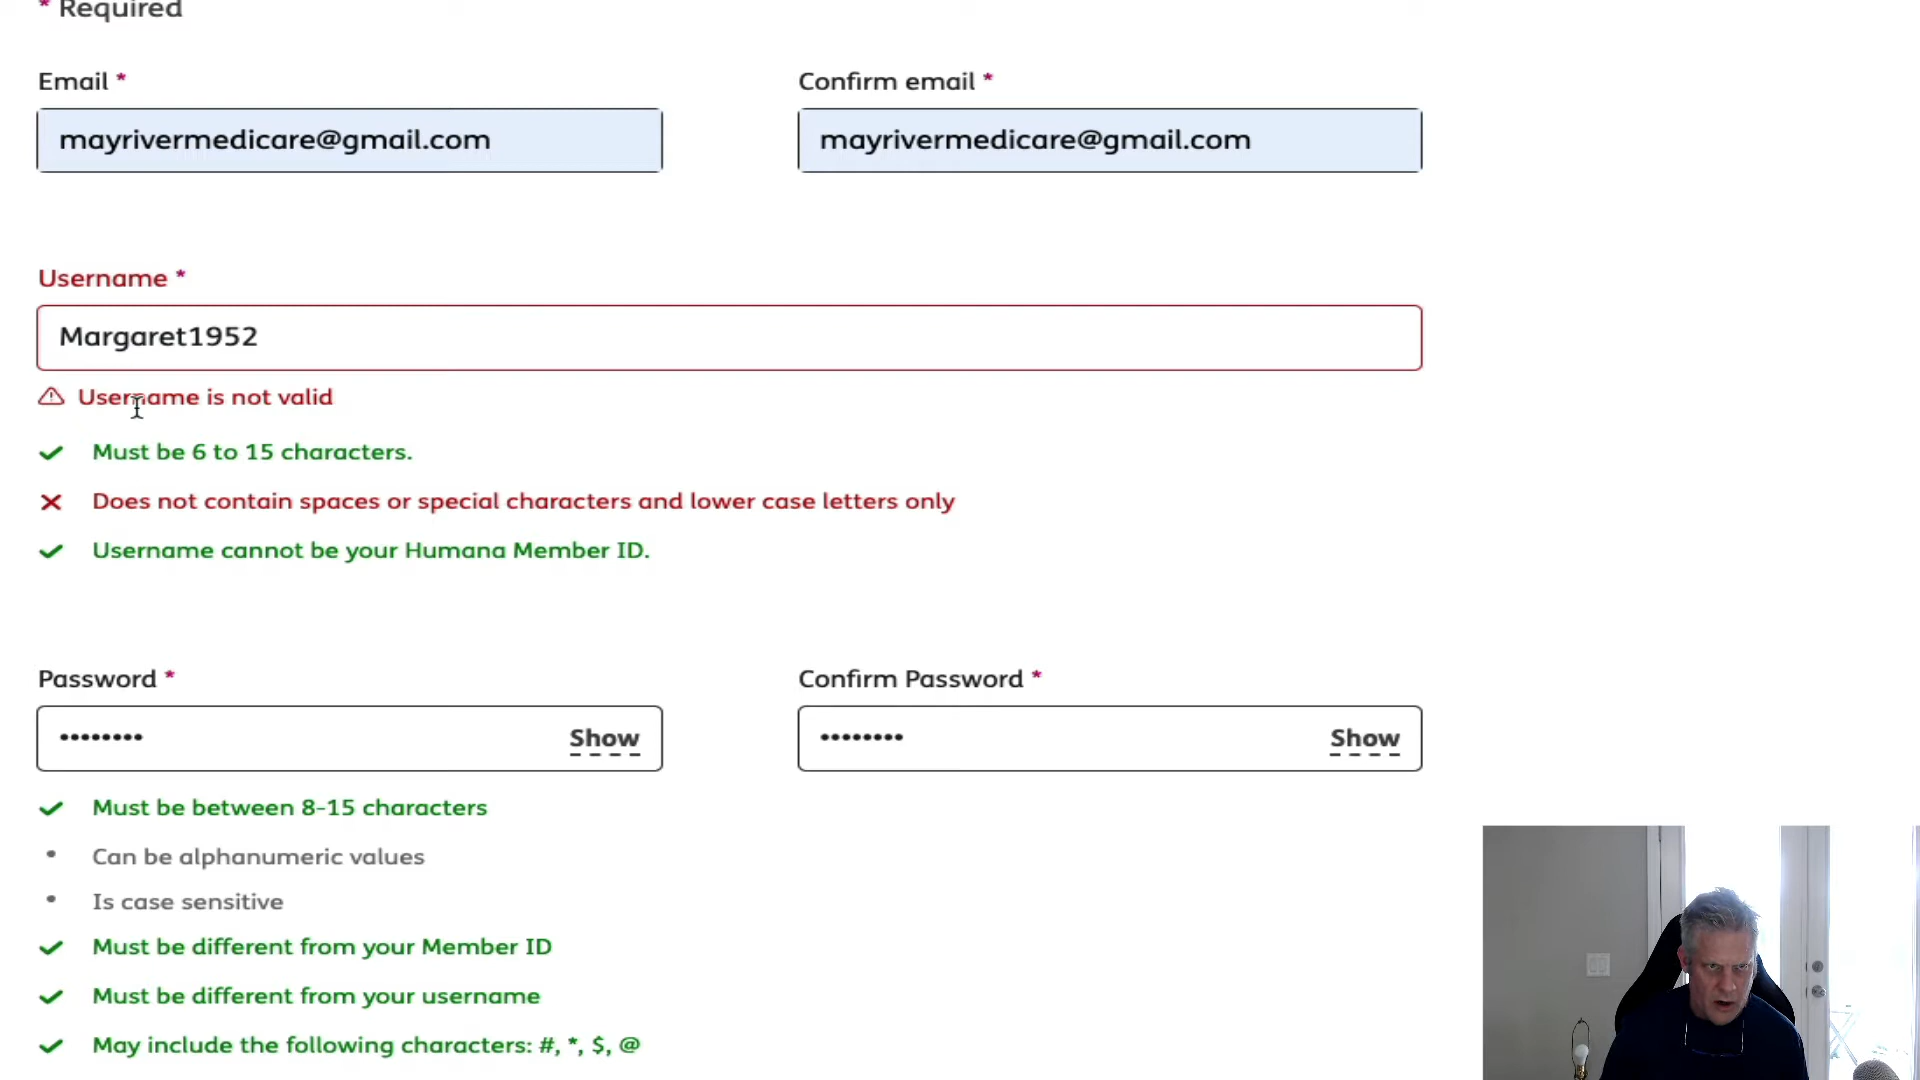 * Required
Email *
Confirm email *
mayrivermedicare@gmail.com
mayrivermedicare@gmail.com
Username *
Margaret1952
Username is not valid
Must be 6 to 15 characters.
Does not contain spaces or special characters and lower case letters only
Username cannot be your Humana Member ID.
Password *
Confirm Password *
•••••••• Show
•••••••• Show
Must be between 8-15 characters
• Can be alphanumeric values
• Is case sensitive
Must be different from your Member ID
Must be different from your username
May include the following characters: #, *, $, @